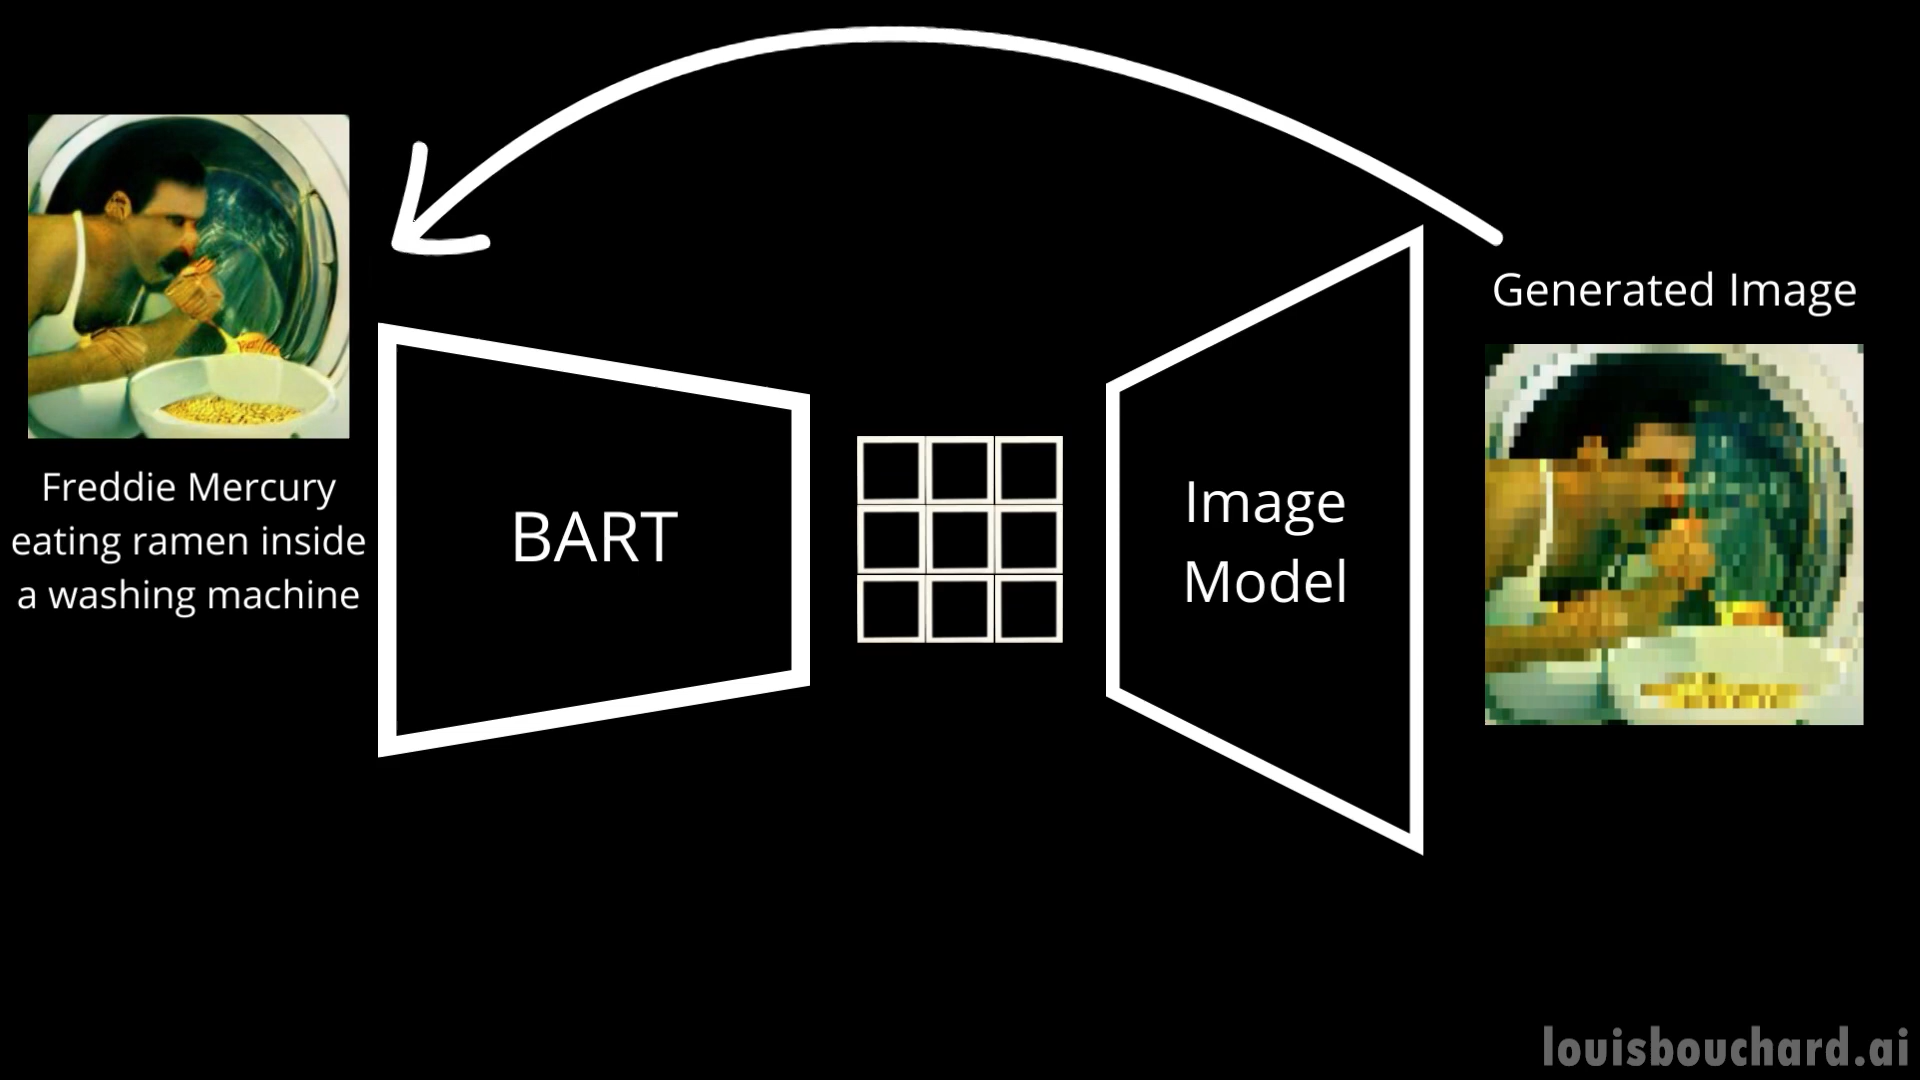 Freddie Mercury
eating ramen inside
a washing machine
BART
Image
Model
Generated Image
louisbouchard.ai